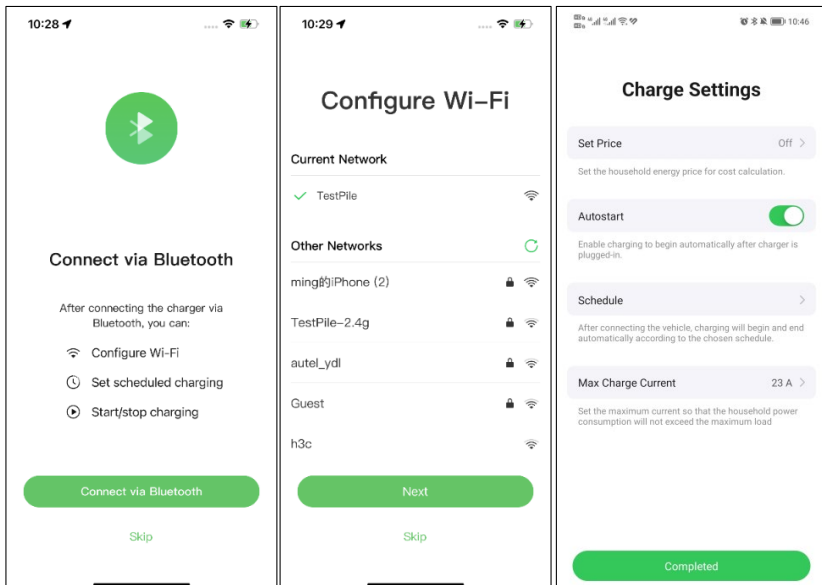 10:28
Connect via Bluetooth
After connecting the charger via
Bluetooth, you can:
Configure Wi-Fi
Set scheduled charging
Start/stop charging
Connect via Bluetooth
Skip
10:29
Configure Wi-Fi
Current Network
TestPile
Other Networks
ming的iPhone (2)
TestPile-2.4g
autel_ydl
Guest
h3c
Next
Skip
10:46
Charge Settings
Set Price Off
Set the household energy price for cost calculation.
Autostart
Enable charging to begin automatically after charger is
plugged-in.
Schedule
After connecting the vehicle, charging will begin and end
automatically according to the chosen schedule.
Max Charge Current 23 A
Set the maximum current so that the household power
consumption will not exceed the maximum load
Completed